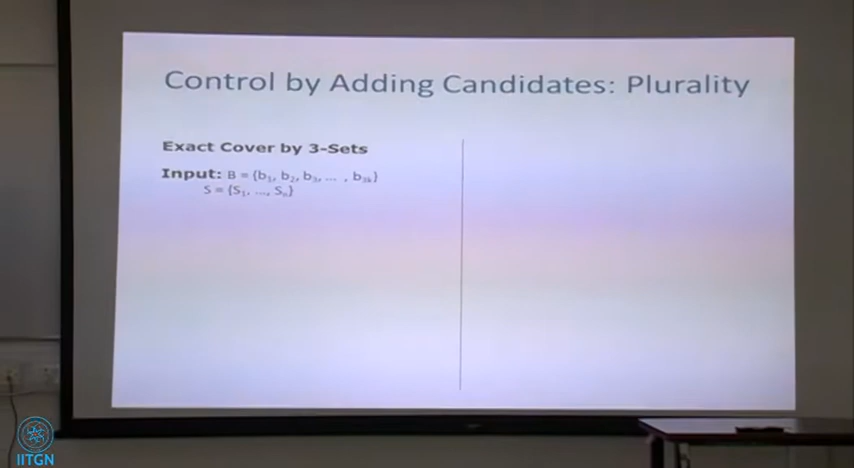 Control by Adding Candidates: Plurality
Exact Cover by 3-Sets
Input: B = {b₁, b₂, b₃, ... , b₃ₖ}
S = {S₁, ..., Sₙ}
IITGN